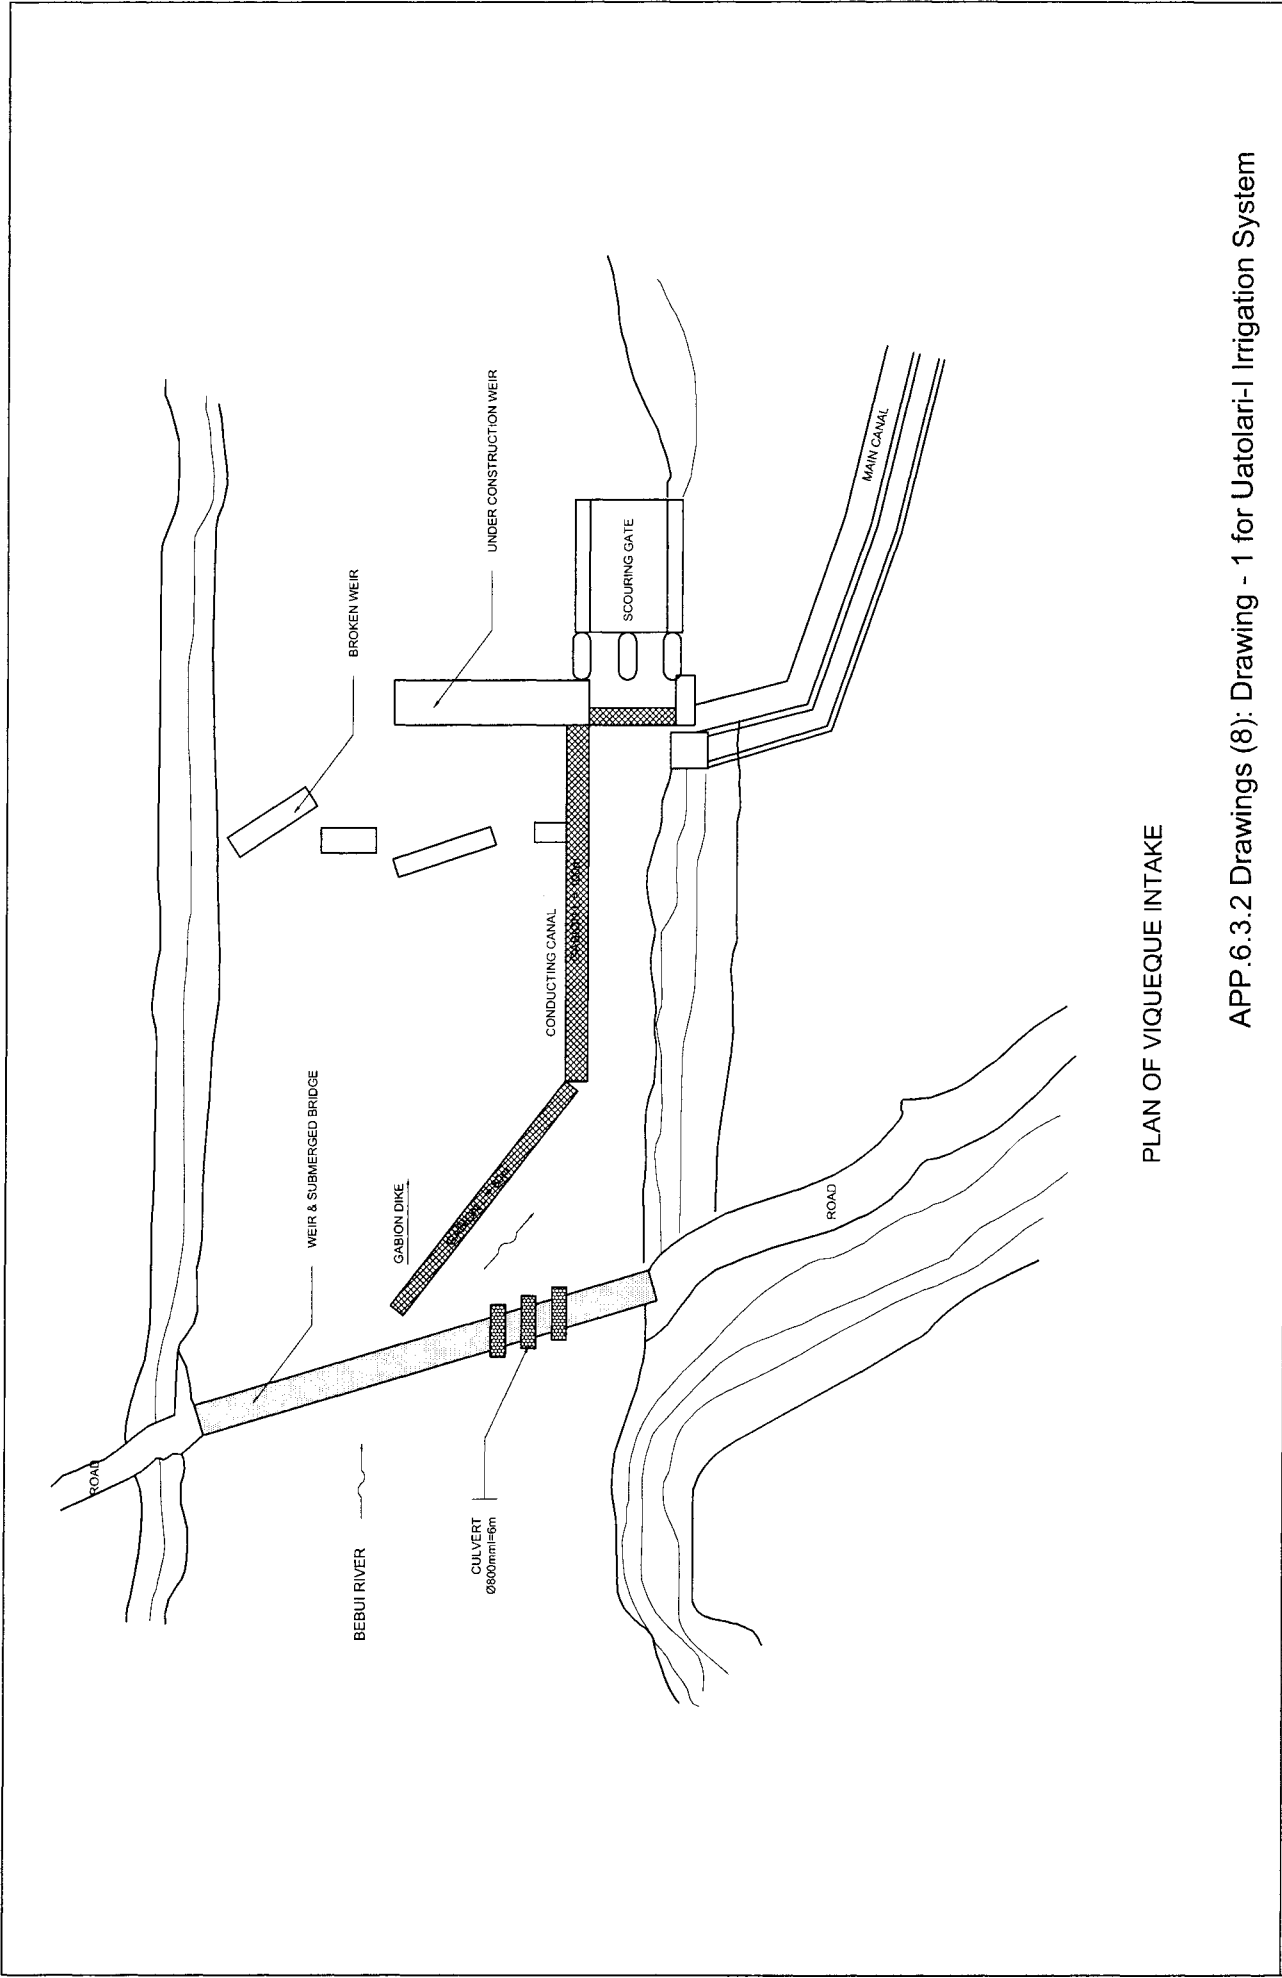 ROAD
WEIR & SUBMERGED BRIDGE
BROKEN WEIR
UNDER CONSTRUCTION WEIR
BEBUI RIVER
GABION DIKE
CULVERT
Ø800mml=6m
CONDUCTING CANAL
SCOURING GATE
MAIN CANAL
ROAD
PLAN OF VIQUEQUE INTAKE
APP.6.3.2 Drawings (8): Drawing - 1 for Uatolari-I Irrigation System